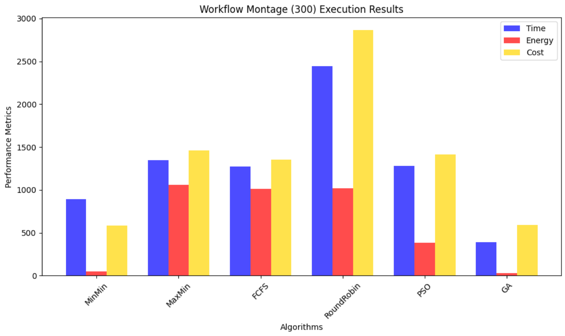 Workflow Montage (300) Execution Results
Time
Energy
Cost
Performance Metrics
3000
2500
2000
1500
1000
500
0
MinMin
MaxMin
FCFS
RoundRobin
PSO
GA
Algorithms